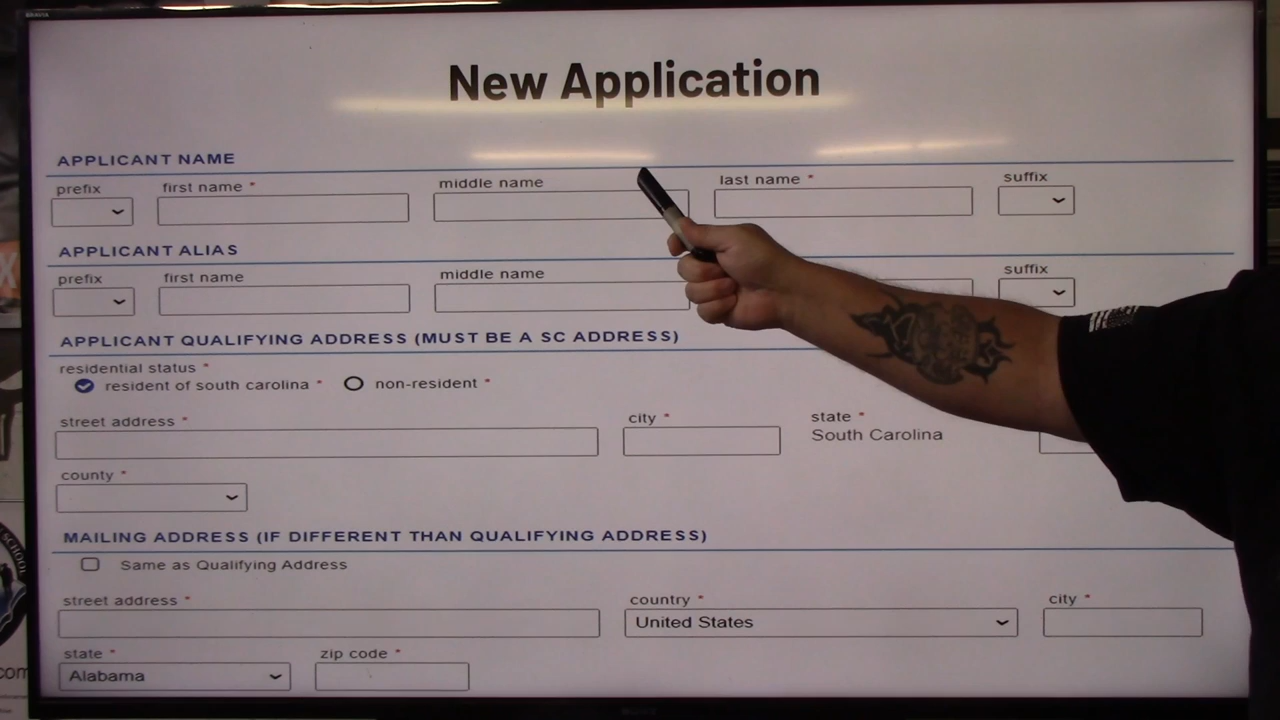 BRAVIA
New Application
APPLICANT NAME
prefix first name * middle name last name * suffix
APPLICANT ALIAS
prefix first name middle name suffix
APPLICANT QUALIFYING ADDRESS (MUST BE A SC ADDRESS)
residential status *
resident of south carolina * non-resident *
street address * city * state *
South Carolina
county *
MAILING ADDRESS (IF DIFFERENT THAN QUALIFYING ADDRESS)
Same as Qualifying Address
street address * country * city *
United States
state * zip code *
Alabama
X
SCHOOL
com